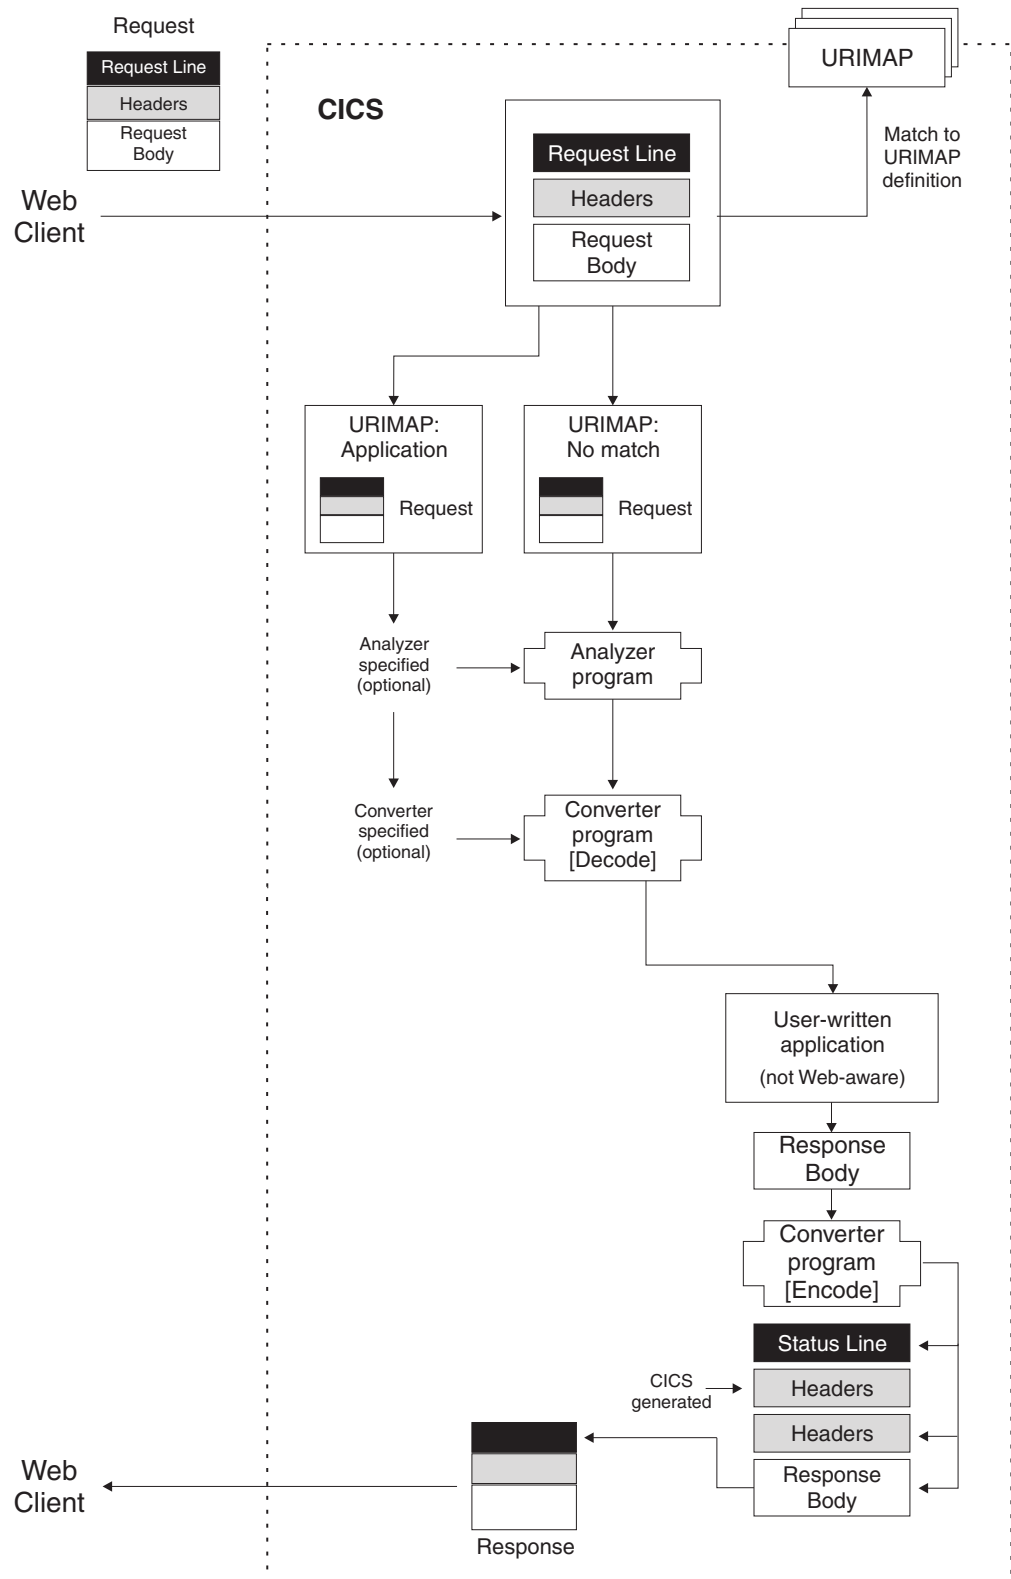 Request
Request Line
Headers
Request
Body
URIMAP
CICS
Match to
URIMAP
definition
Request Line
Headers
Request
Body
Web
Client
URIMAP:
Application
Request
URIMAP:
No match
Request
Analyzer
specified
(optional)
Analyzer
program
Converter
specified
(optional)
Converter
program
[Decode]
User-written
application
(not Web-aware)
Response
Body
Converter
program
[Encode]
Status Line
CICS
generated
Headers
Headers
Response
Body
Web
Client
Response